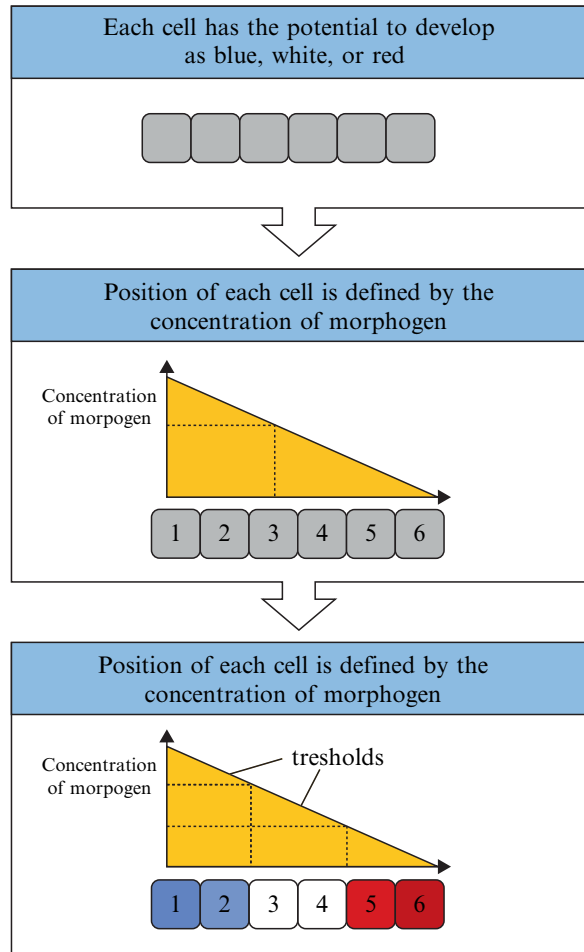 Each cell has the potential to develop
as blue, white, or red
Position of each cell is defined by the
concentration of morphogen
Concentration
of morpogen
1 2 3 4 5 6
Position of each cell is defined by the
concentration of morphogen
Concentration
of morpogen
tresholds
1 2 3 4 5 6